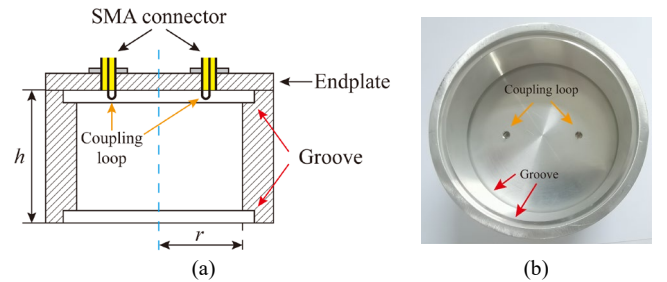 SMA connector
Endplate
Coupling
loop
Groove
h
r
(a)
Coupling loop
Groove
(b)